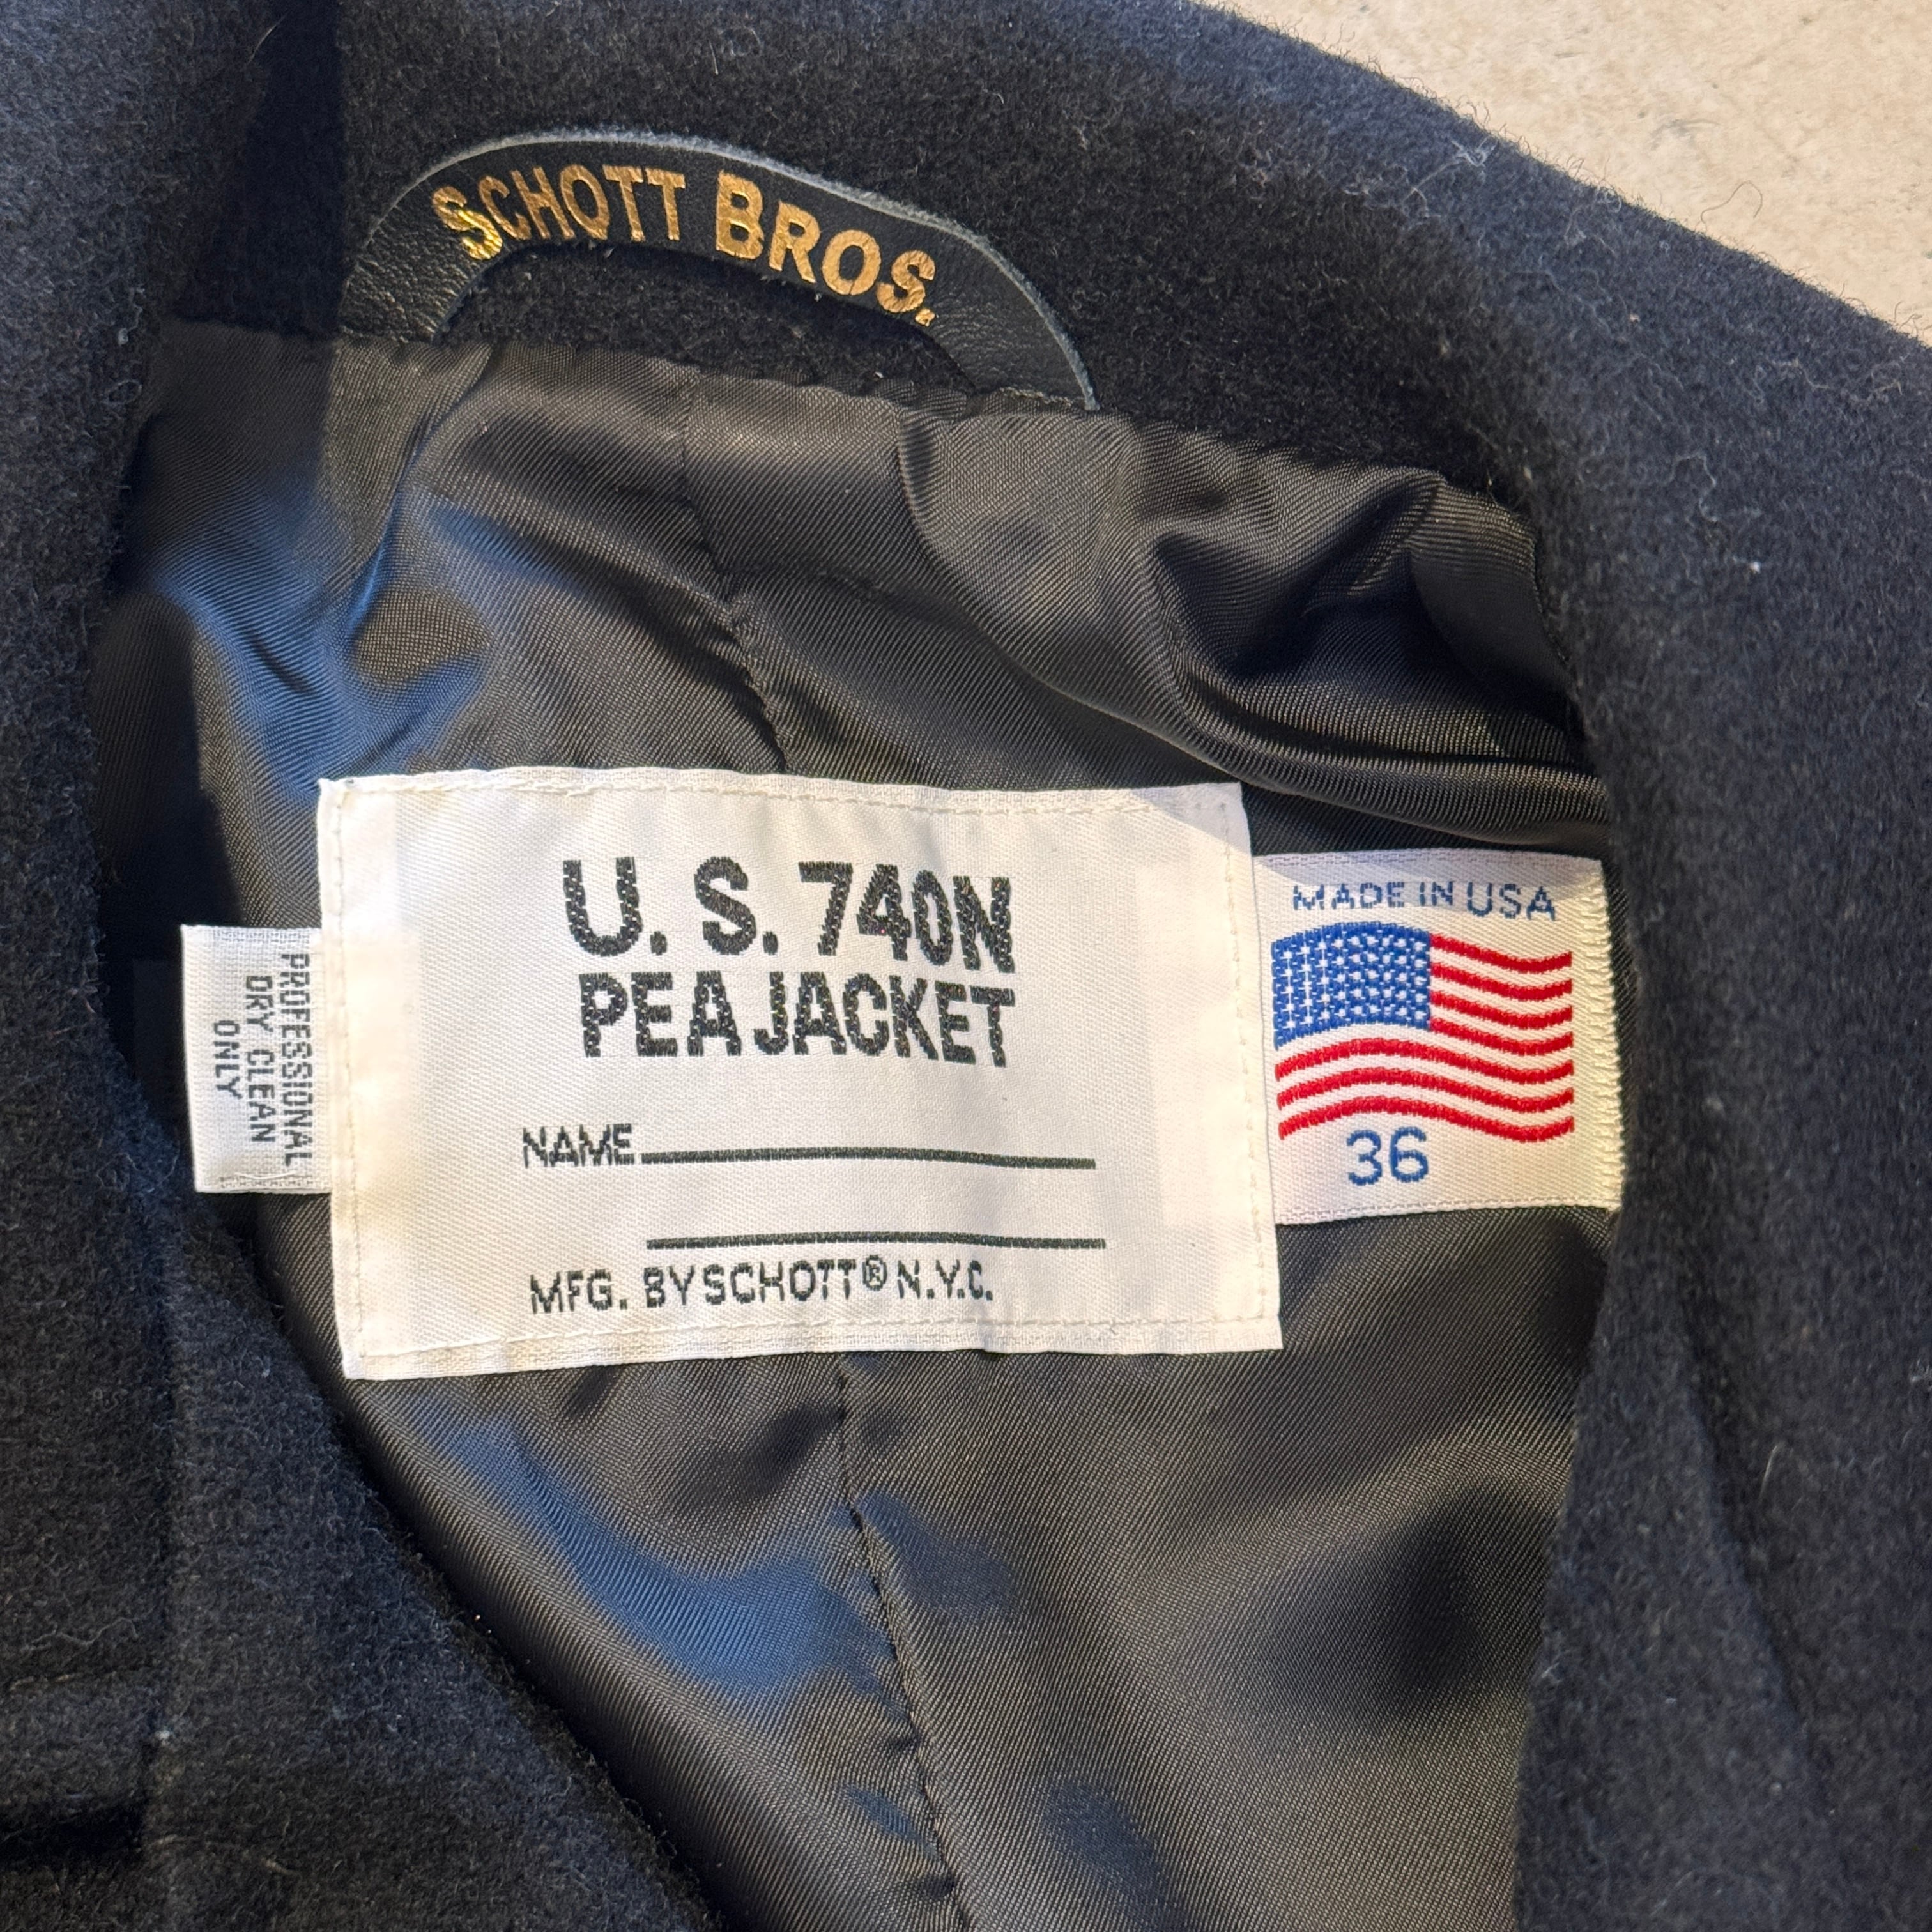 SCHOTT BROS.
U. S. 740N
PEA JACKET
NAME
MFG. BY SCHOTT® N.Y.C.
MADE IN USA
36
PROFESSIONAL
DRY CLEAN
ONLY